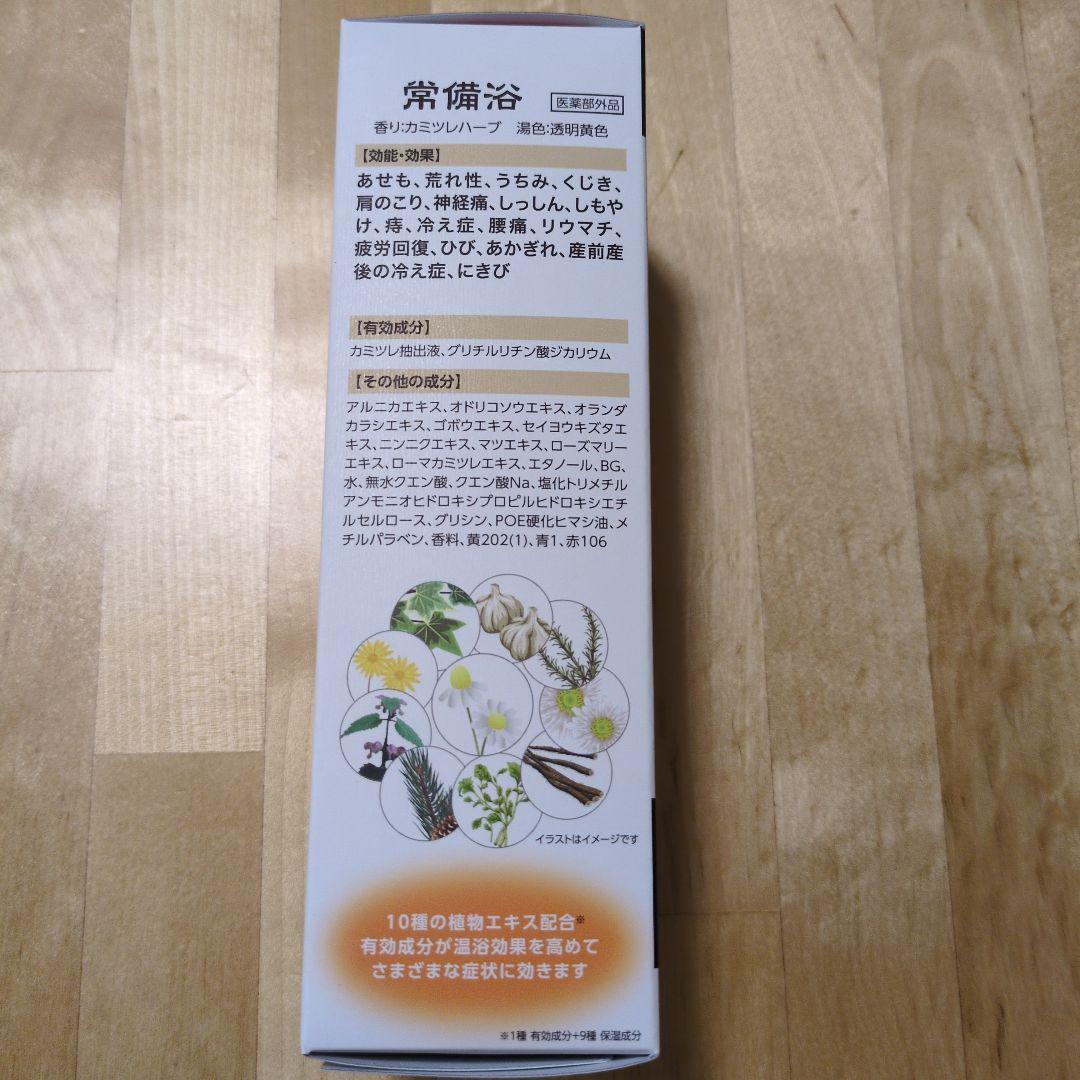 常備浴 医薬部外品
香り:カミツレハーブ 湯色:透明黄色
【効能・効果】
あせも、荒れ性、うちみ、くじき、
肩のこり、神経痛、しっしん、しもや
け、痔、冷え症、腰痛、リウマチ、
疲労回復、ひび、あかぎれ、産前産
後の冷え症、にきび
【有効成分】
カミツレ抽出液、グリチルリチン酸ジカリウム
【その他の成分】
アルニカエキス、オドリコソウエキス、オランダ
カラシエキス、ゴボウエキス、セイヨウキズタエ
キス、ニンニクエキス、マツエキス、ローズマリー
エキス、ローマカミツレエキス、エタノール、BG、
水、無水クエン酸、クエン酸Na、塩化トリメチル
アンモニオヒドロキシプロピルヒドロキシエチ
ルセルロース、グリシン、POE硬化ヒマシ油、メ
チルパラベン、香料、黄202(1)、青1、赤106
イラストはイメージです
10種の植物エキス配合※
有効成分が温浴効果を高めて
さまざまな症状に効きます
※1種 有効成分+9種 保湿成分